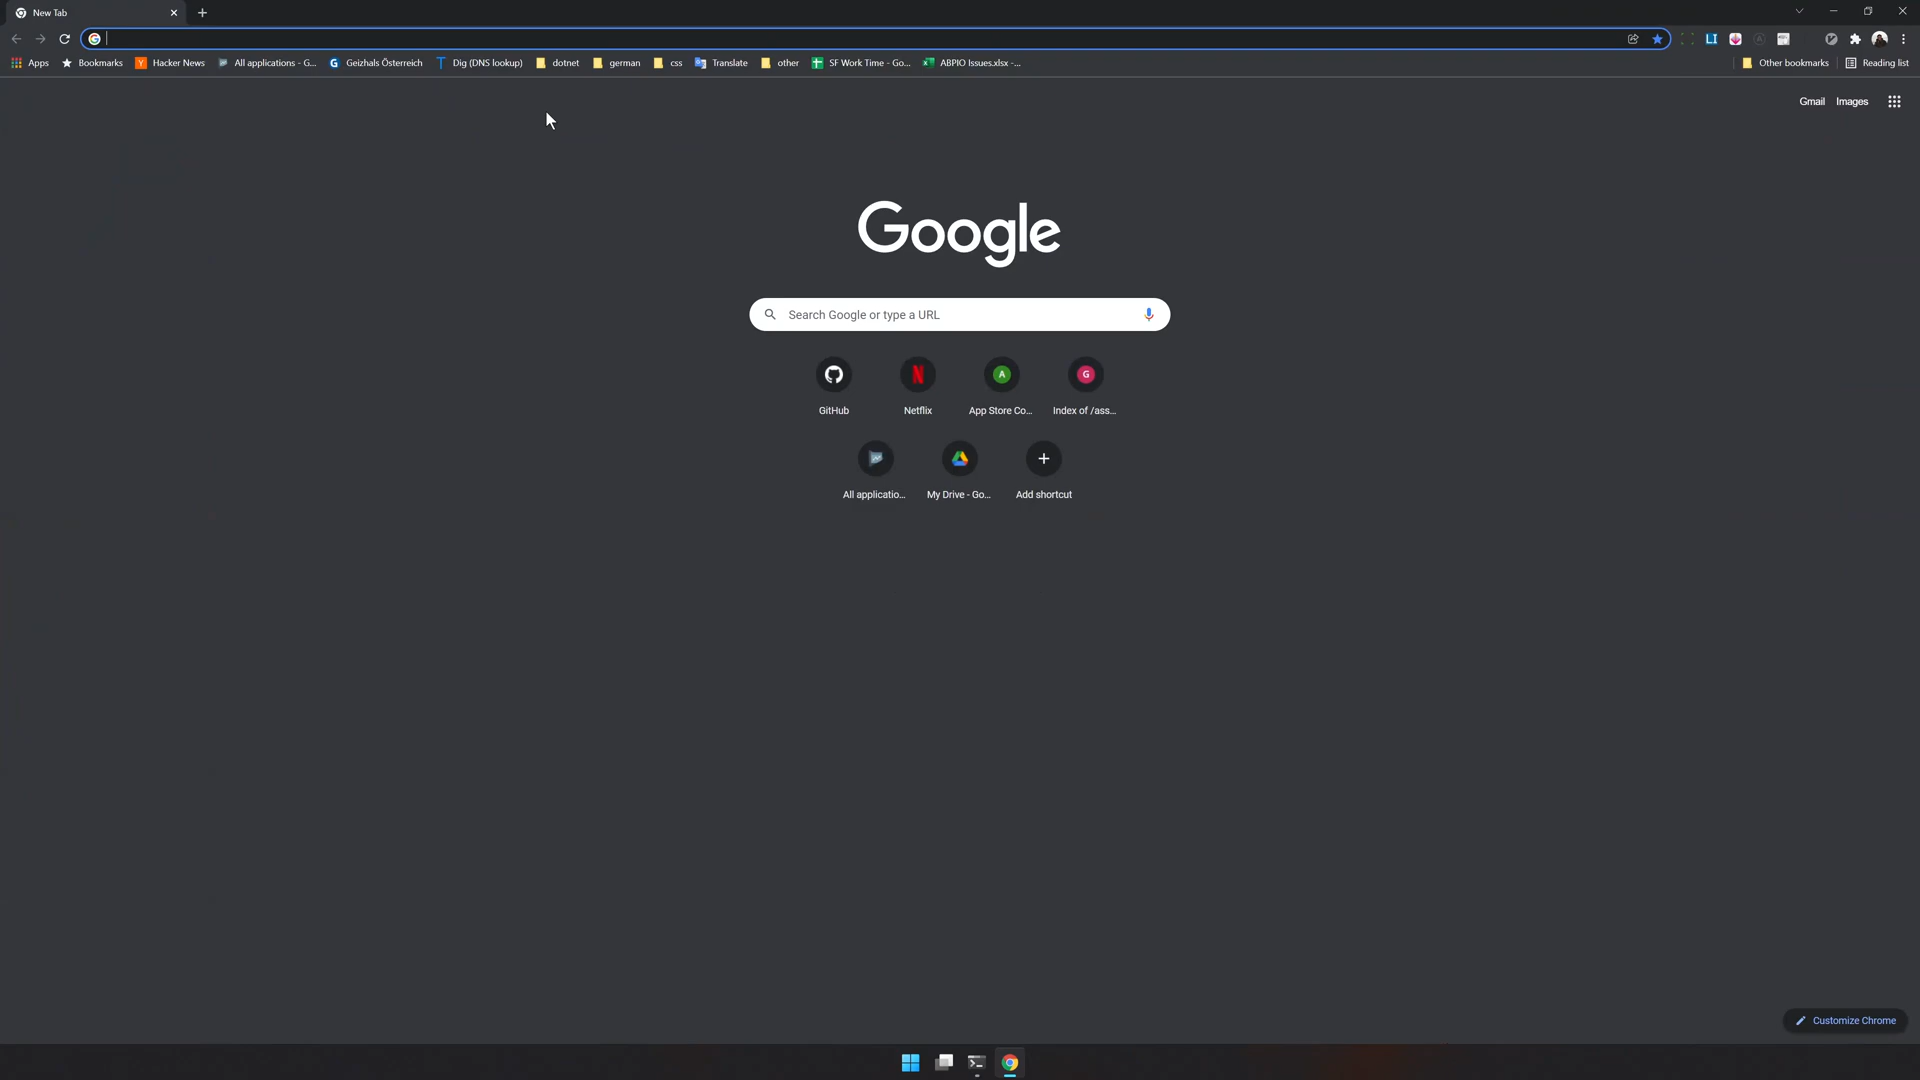 New Tab
Apps Bookmarks Hacker News All applications - G... Geizhals Österreich Dig (DNS lookup) dotnet german css Translate other SF Work Time - Go... ABPIO Issues.xlsx -... Other bookmarks Reading list
Gmail Images
Google
Search Google or type a URL
GitHub Netflix App Store Co... Index of /ass...
All applicatio... My Drive - Go... Add shortcut
Customize Chrome